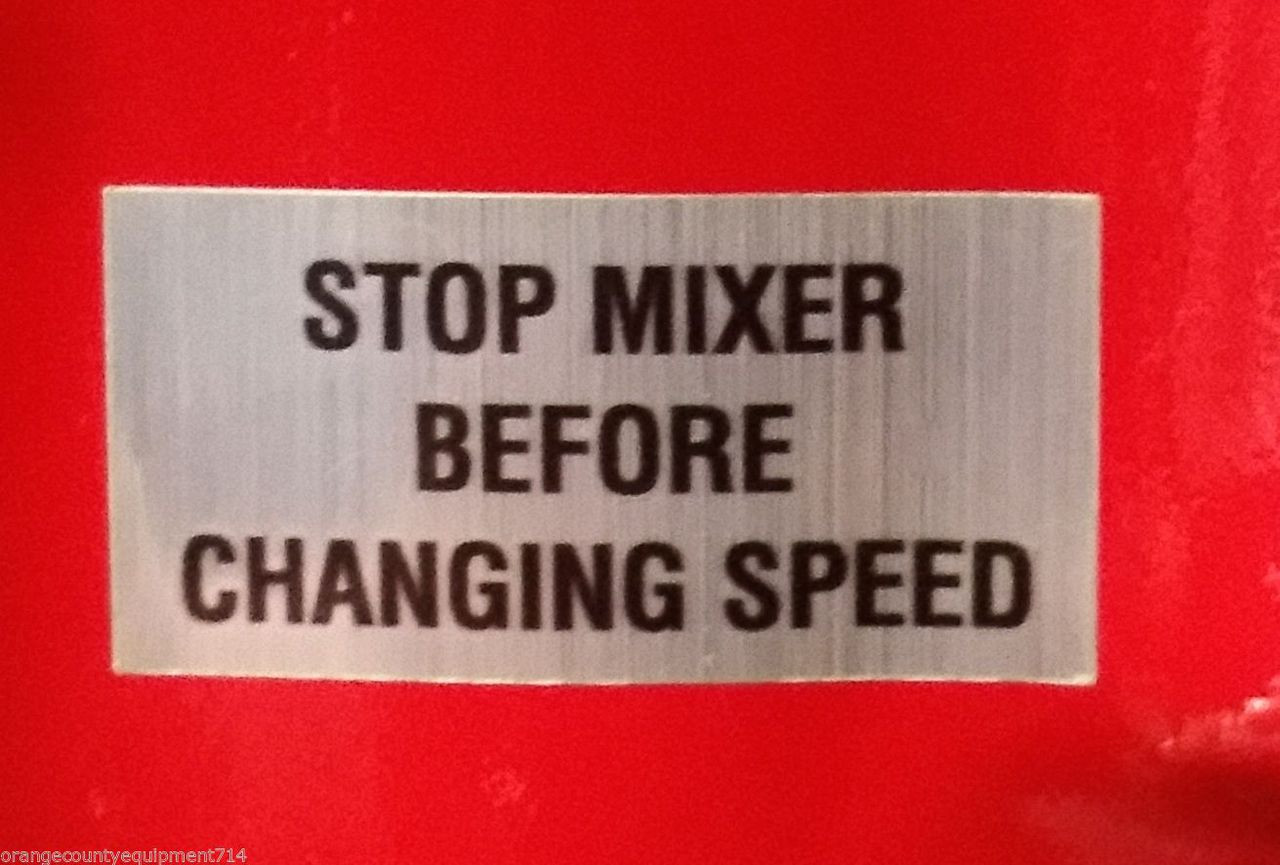 STOP MIXER
BEFORE
CHANGING SPEED
orangecountyequipment714